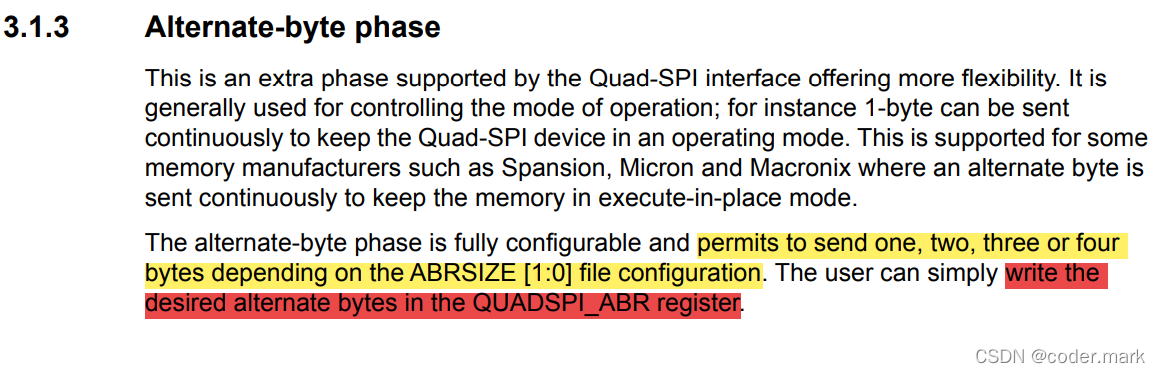 3.1.3 Alternate-byte phase
This is an extra phase supported by the Quad-SPI interface offering more flexibility. It is
generally used for controlling the mode of operation; for instance 1-byte can be sent
continuously to keep the Quad-SPI device in an operating mode. This is supported for some
memory manufacturers such as Spansion, Micron and Macronix where an alternate byte is
sent continuously to keep the memory in execute-in-place mode.
The alternate-byte phase is fully configurable and permits to send one, two, three or four
bytes depending on the ABRSIZE [1:0] file configuration. The user can simply write the
desired alternate bytes in the QUADSPI_ABR register.
CSDN @coder.mark